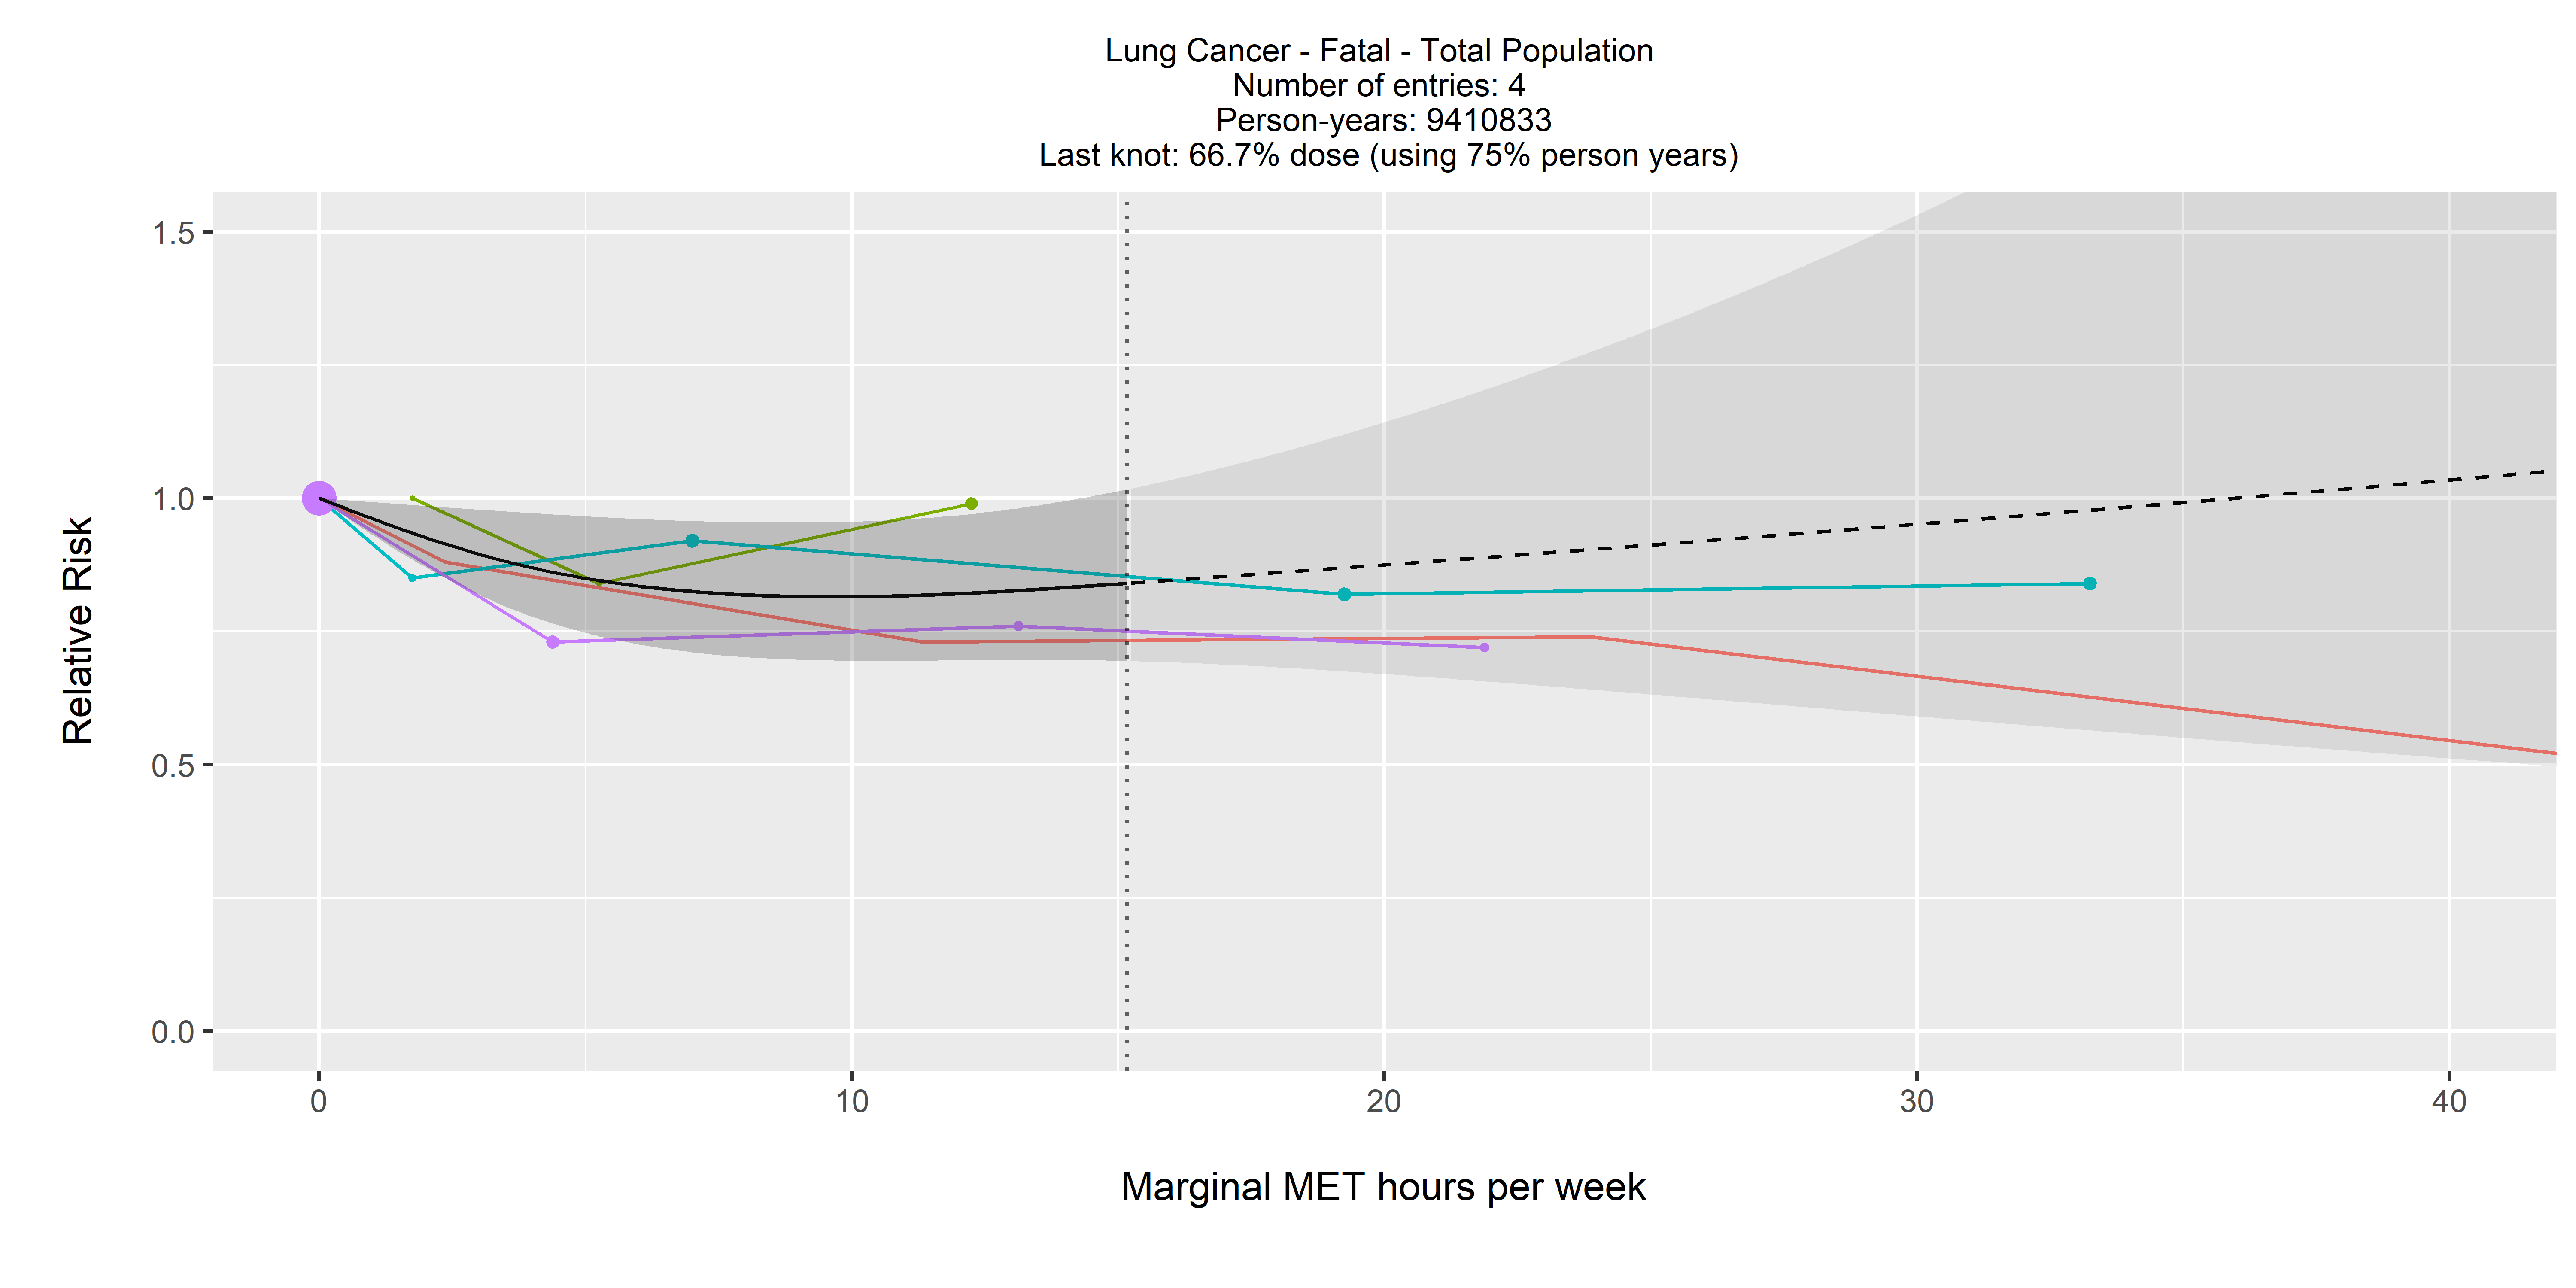 Lung Cancer - Fatal - Total Population
Number of entries: 4
Person-years: 9410833
Last knot: 66.7% dose (using 75% person years)
1.5
1.0
0.5
0.0
Relative Risk
0 10 20 30 40
Marginal MET hours per week